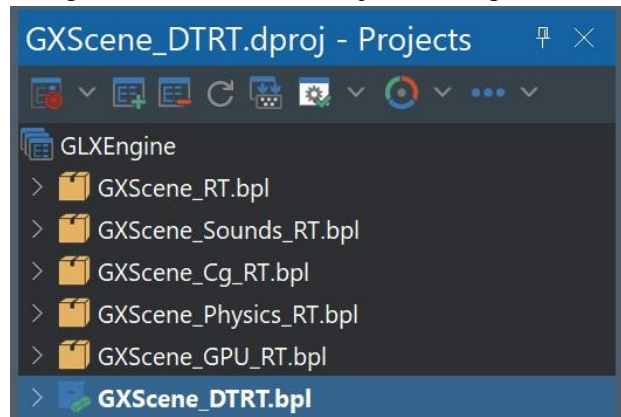 GXScene_DTRT.dproj - Projects
GLXEngine
GXScene_RT.bpl
GXScene_Sounds_RT.bpl
GXScene_Cg_RT.bpl
GXScene_Physics_RT.bpl
GXScene_GPU_RT.bpl
GXScene_DTRT.bpl